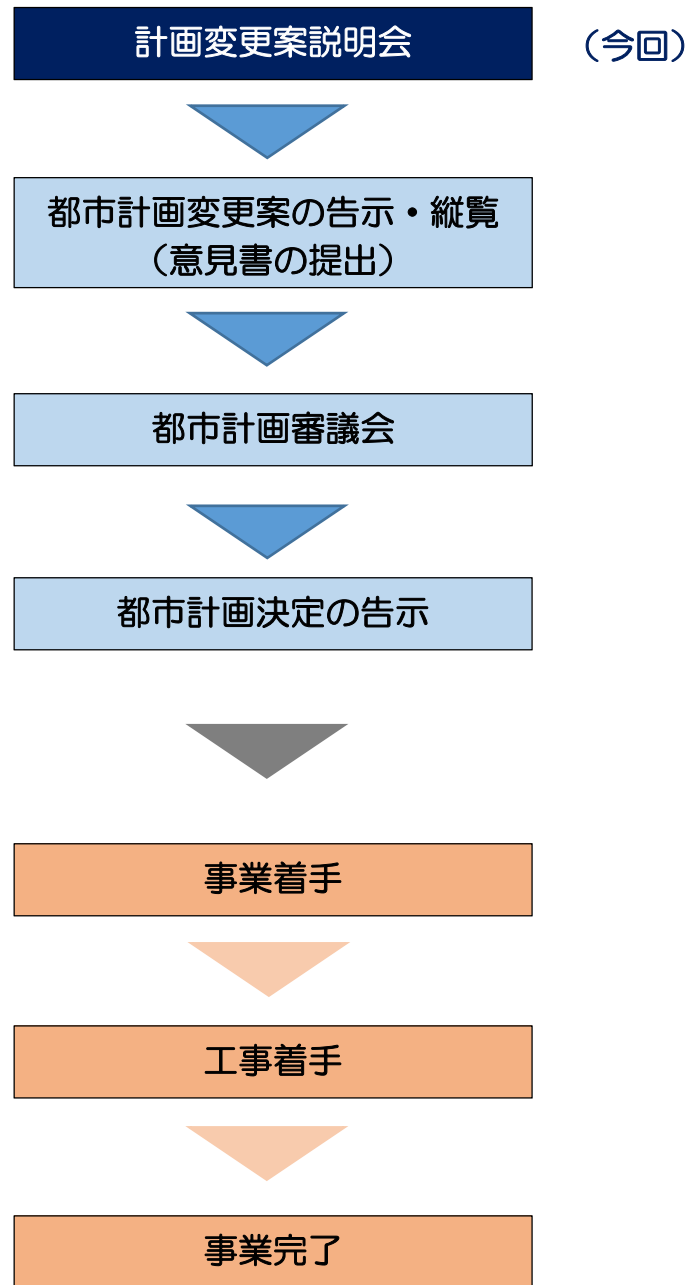 計画変更案説明会 （今回）
都市計画変更案の告示・縦覧
（意見書の提出）
都市計画審議会
都市計画決定の告示
事業着手
工事着手
事業完了